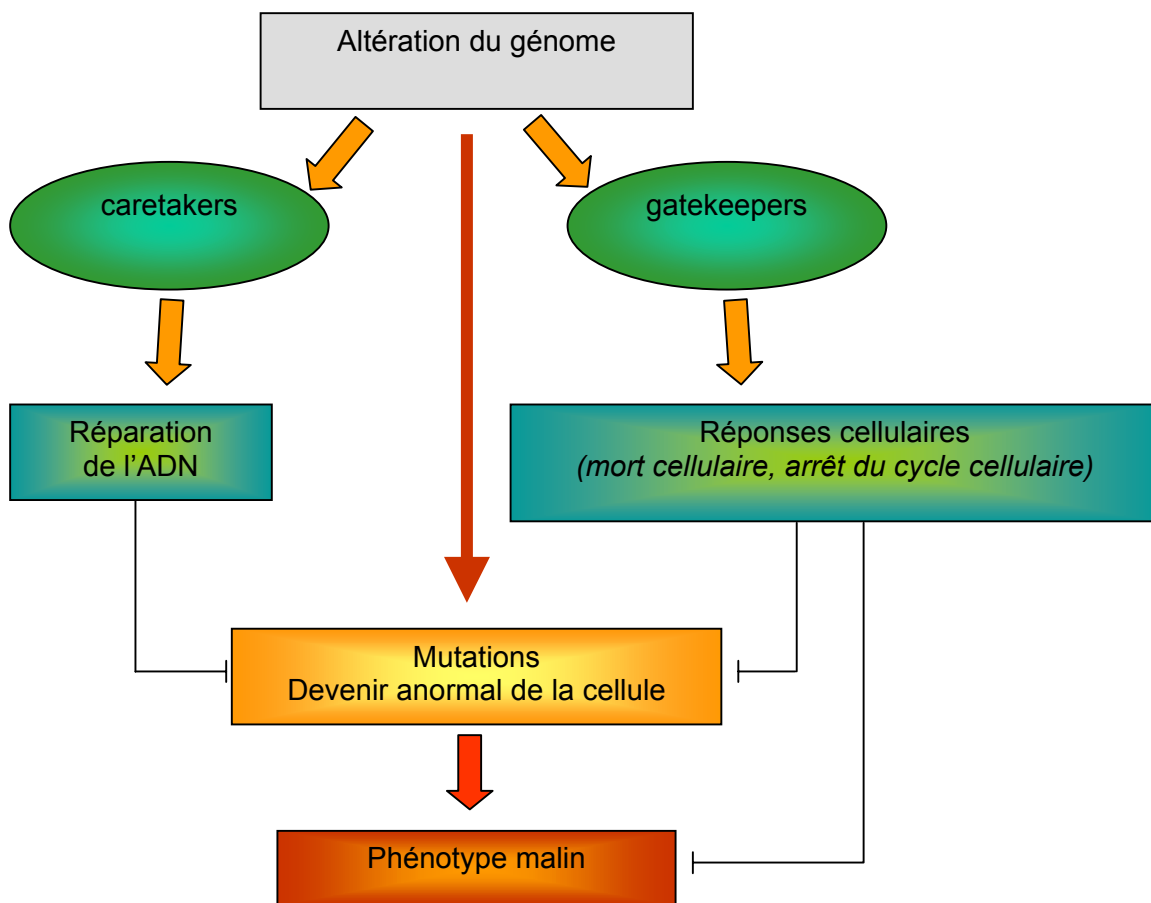 Altération du génome
caretakers
gatekeepers
Réparation
de l’ADN
Réponses cellulaires
(mort cellulaire, arrêt du cycle cellulaire)
Mutations
Devenir anormal de la cellule
Phénotype malin